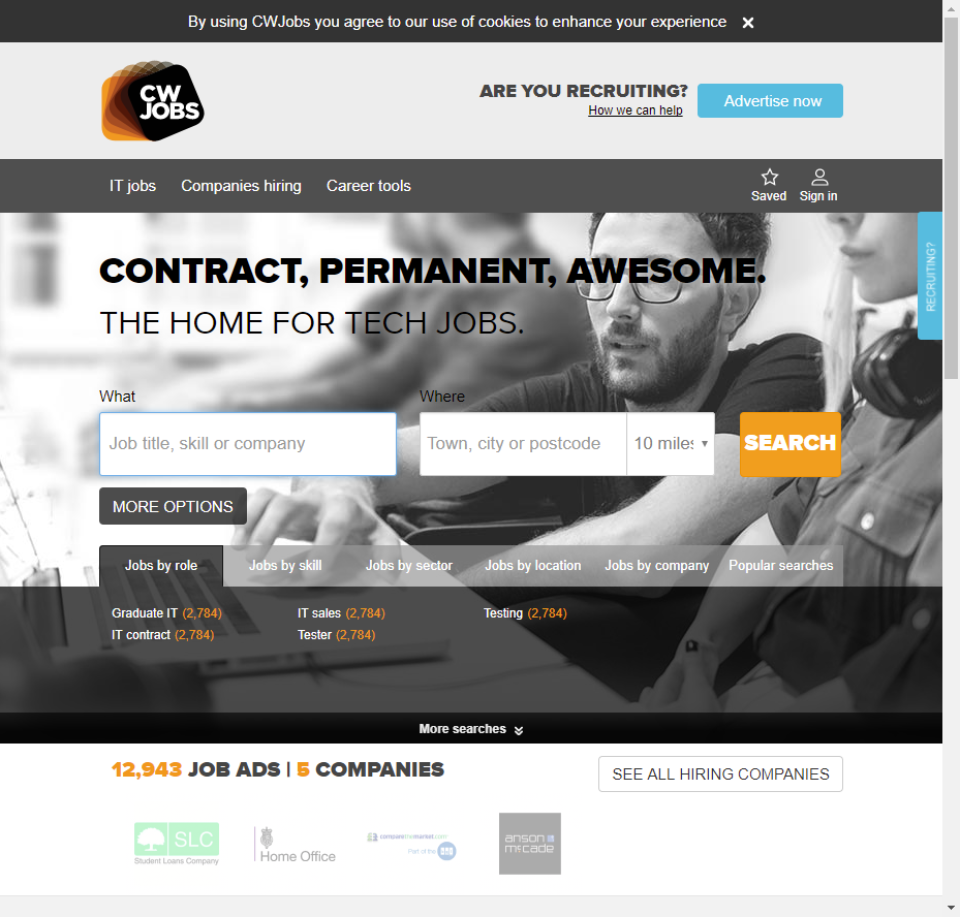 By using CWJobs you agree to our use of cookies to enhance your experience ×
CW
JOBS
ARE YOU RECRUITING?
How we can help
Advertise now
IT jobs Companies hiring Career tools
Saved Sign in
RECRUITING?
CONTRACT, PERMANENT, AWESOME.
THE HOME FOR TECH JOBS.
What Where
Job title, skill or company Town, city or postcode 10 miles SEARCH
MORE OPTIONS
Jobs by role Jobs by skill Jobs by sector Jobs by location Jobs by company Popular searches
Graduate IT (2,784) IT sales (2,784) Testing (2,784)
IT contract (2,784) Tester (2,784)
More searches
12,943 JOB ADS | 5 COMPANIES SEE ALL HIRING COMPANIES
SLC
Student Loans Company
Home Office
comparethemarket.com
Part of the
anson
mccade